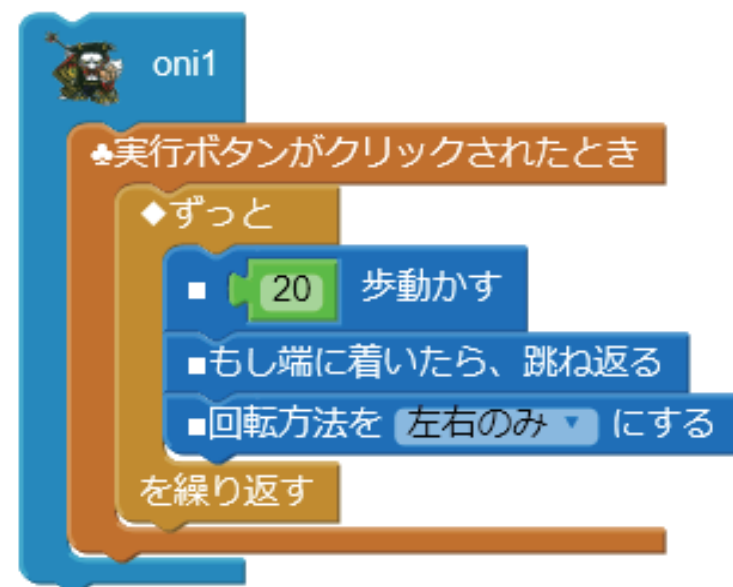 oni1
♣実行ボタンがクリックされたとき
◆ずっと
■ 20 歩動かす
■もし端に着いたら、跳ね返る
■回転方法を 左右のみ ▼ にする
を繰り返す